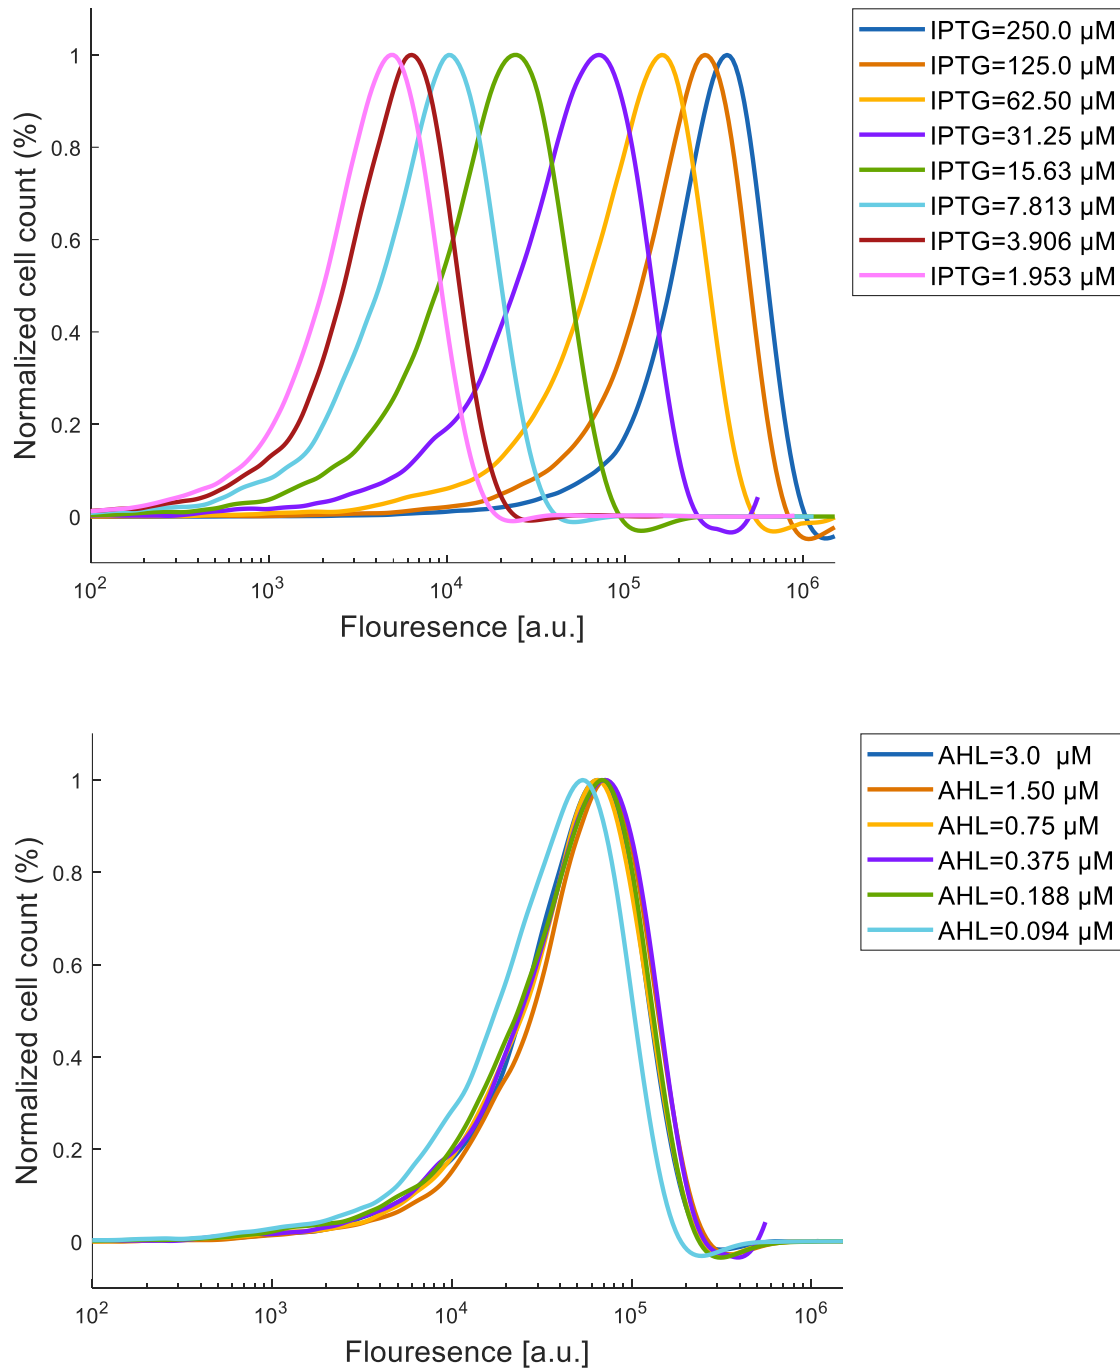 Normalized cell count (%)
1
0.8
0.6
0.4
0.2
0
10^2
10^3
10^4
10^5
10^6
Flouresence [a.u.]
IPTG=250.0 µM
IPTG=125.0 µM
IPTG=62.50 µM
IPTG=31.25 µM
IPTG=15.63 µM
IPTG=7.813 µM
IPTG=3.906 µM
IPTG=1.953 µM
Normalized cell count (%)
1
0.8
0.6
0.4
0.2
0
10^2
10^3
10^4
10^5
10^6
Flouresence [a.u.]
AHL=3.0 µM
AHL=1.50 µM
AHL=0.75 µM
AHL=0.375 µM
AHL=0.188 µM
AHL=0.094 µM